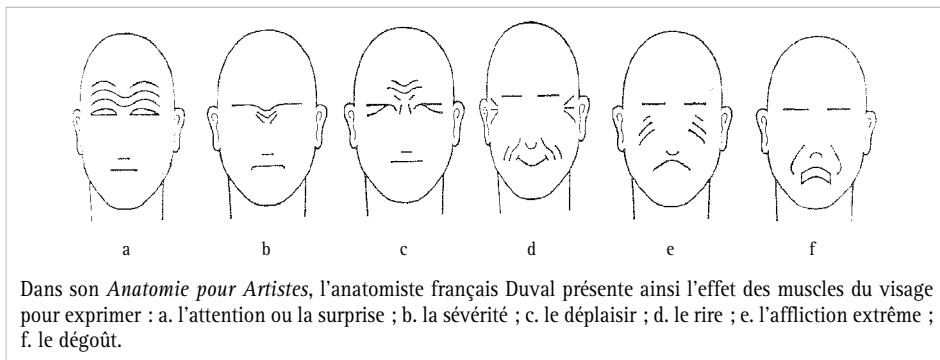 a b c d e f
Dans son Anatomie pour Artistes, l'anatomiste français Duval présente ainsi l'effet des muscles du visage
pour exprimer : a. l'attention ou la surprise ; b. la sévérité ; c. le déplaisir ; d. le rire ; e. l'affliction extrême ;
f. le dégoût.